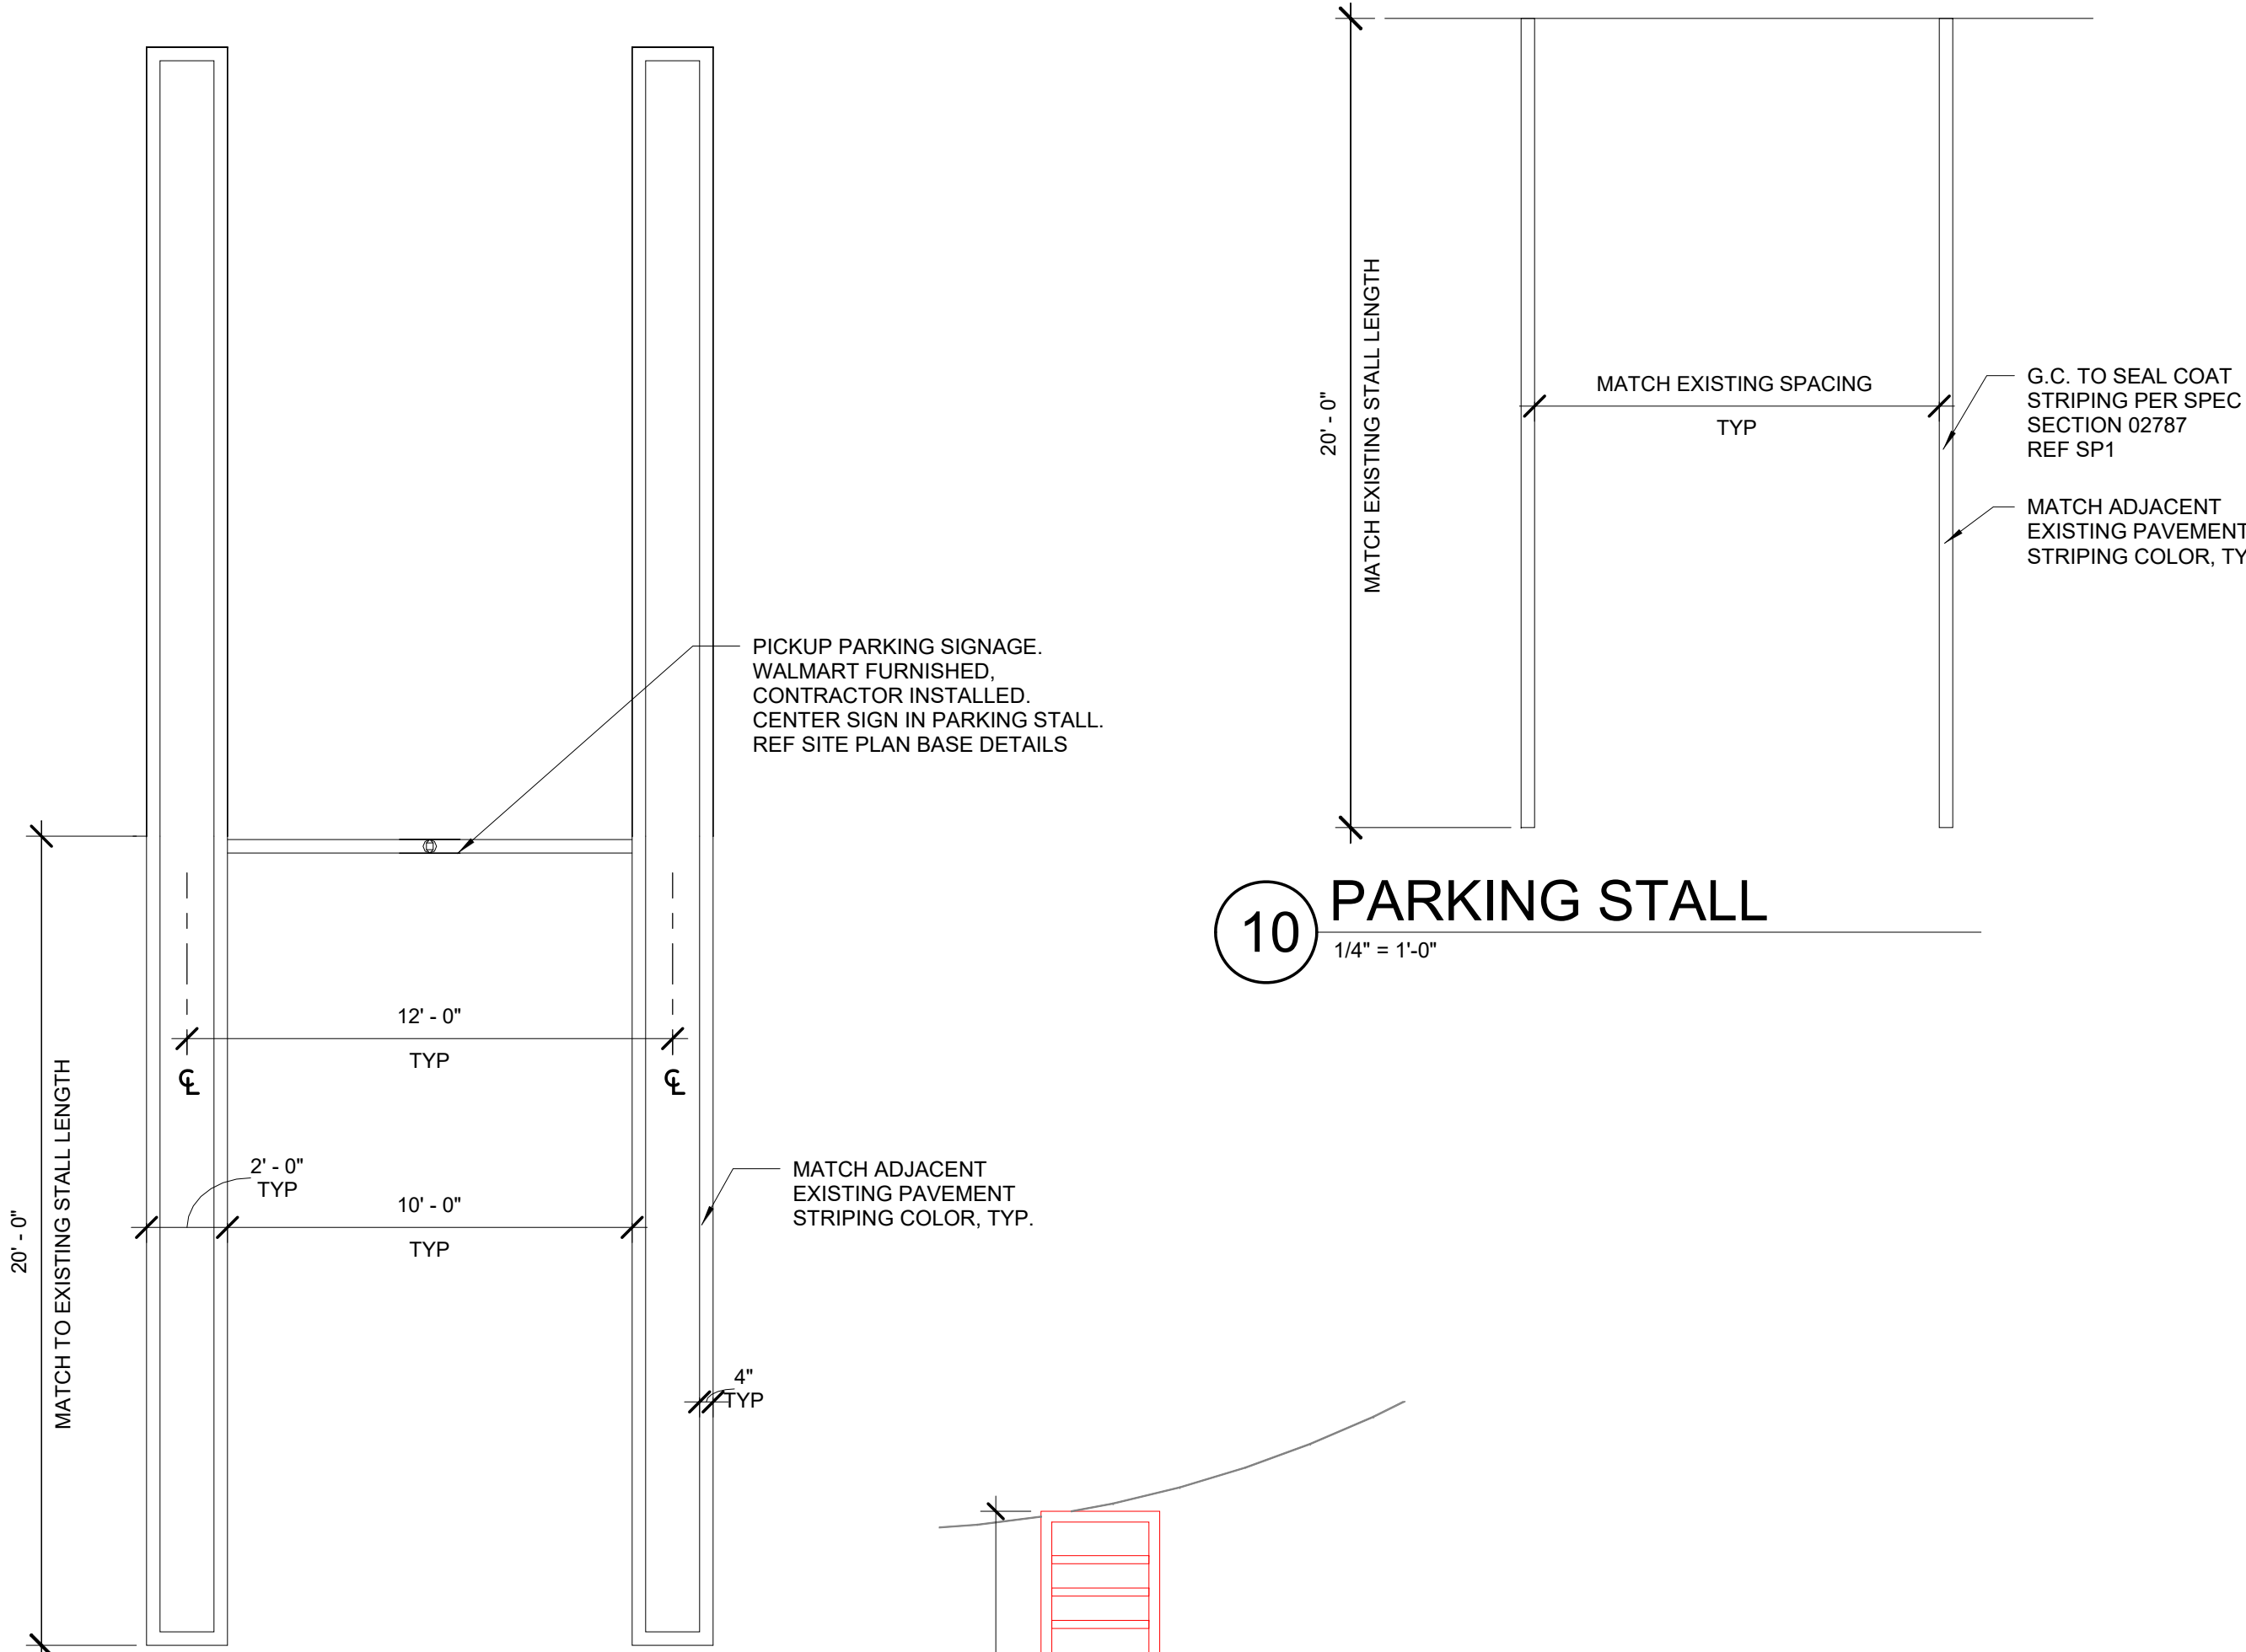 20' - 0"
MATCH EXISTING STALL LENGTH
MATCH EXISTING SPACING
TYP
G.C. TO SEAL COAT
STRIPING PER SPEC
SECTION 02787
REF SP1
MATCH ADJACENT
EXISTING PAVEMENT
STRIPING COLOR, TY
10
PARKING STALL
1/4" = 1'-0"
PICKUP PARKING SIGNAGE.
WALMART FURNISHED,
CONTRACTOR INSTALLED.
CENTER SIGN IN PARKING STALL.
REF SITE PLAN BASE DETAILS
20' - 0"
MATCH TO EXISTING STALL LENGTH
12' - 0"
TYP
℄
℄
2' - 0"
TYP
10' - 0"
TYP
MATCH ADJACENT
EXISTING PAVEMENT
STRIPING COLOR, TYP.
4"
TYP